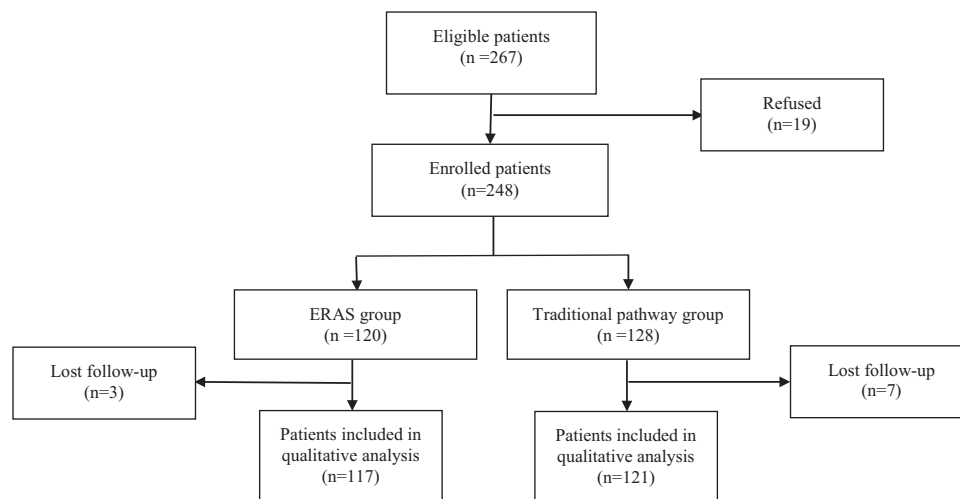 Eligible patients
(n =267)
Refused
(n=19)
Enrolled patients
(n=248)
ERAS group
(n =120)
Traditional pathway group
(n =128)
Lost follow-up
(n=3)
Lost follow-up
(n=7)
Patients included in
qualitative analysis
(n=117)
Patients included in
qualitative analysis
(n=121)